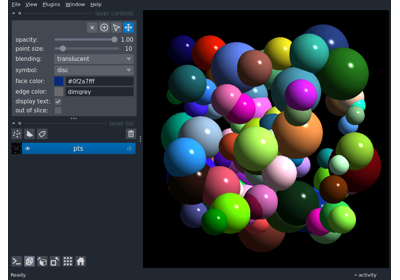 File View Plugins Window Help
layer controls
opacity: 1.00
point size: 10
blending: translucent
symbol: disc
face color: #0f2a7fff
edge color: dimgrey
display text:
out of slice:
layer list
pts
Ready
activity